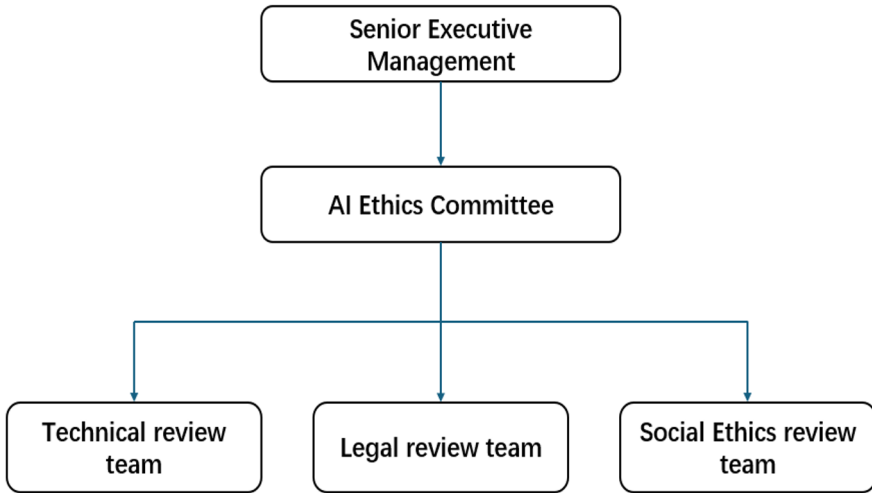 Senior Executive
Management
AI Ethics Committee
Technical review
team
Legal review team
Social Ethics review
team